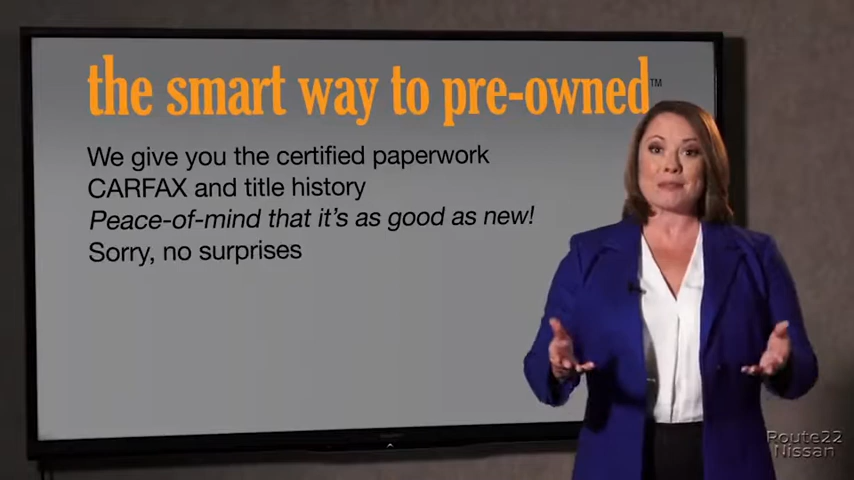 the smart way to pre-owned™
We give you the certified paperwork
CARFAX and title history
Peace-of-mind that it's as good as new!
Sorry, no surprises
Route22
Nissan